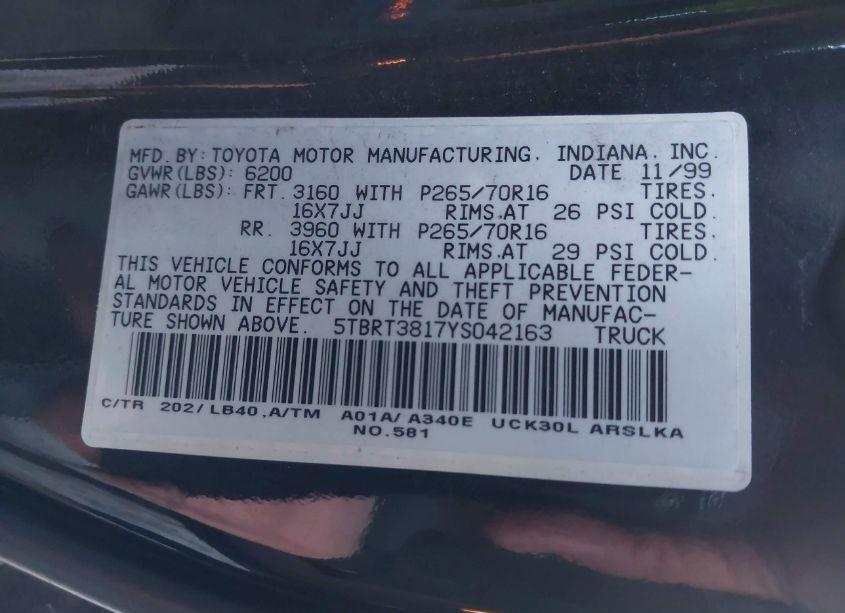 MFD. BY: TOYOTA MOTOR MANUFACTURING, INDIANA, INC.
GVWR(LBS): 6200 DATE 11/99
GAWR(LBS): FRT. 3160 WITH P265/70R16 TIRES.
16X7JJ RIMS.AT 26 PSI COLD.
RR. 3960 WITH P265/70R16 TIRES.
16X7JJ RIMS.AT 29 PSI COLD.
THIS VEHICLE CONFORMS TO ALL APPLICABLE FEDER-
AL MOTOR VEHICLE SAFETY AND THEFT PREVENTION
STANDARDS IN EFFECT ON THE DATE OF MANUFAC-
TURE SHOWN ABOVE. 5TBRT3817YS042163 TRUCK
C/TR 202/LB40,A/TM A01A/A340E UCK30L ARSLKA
NO.581